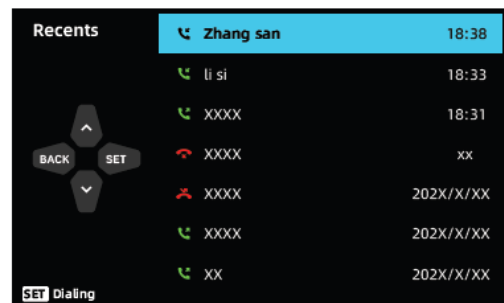 Recents
Zhang san 18:38
li si 18:33
XXXX 18:31
XXXX xx
XXXX 202X/X/XX
XXXX 202X/X/XX
XX 202X/X/XX
BACK SET
SET Dialing